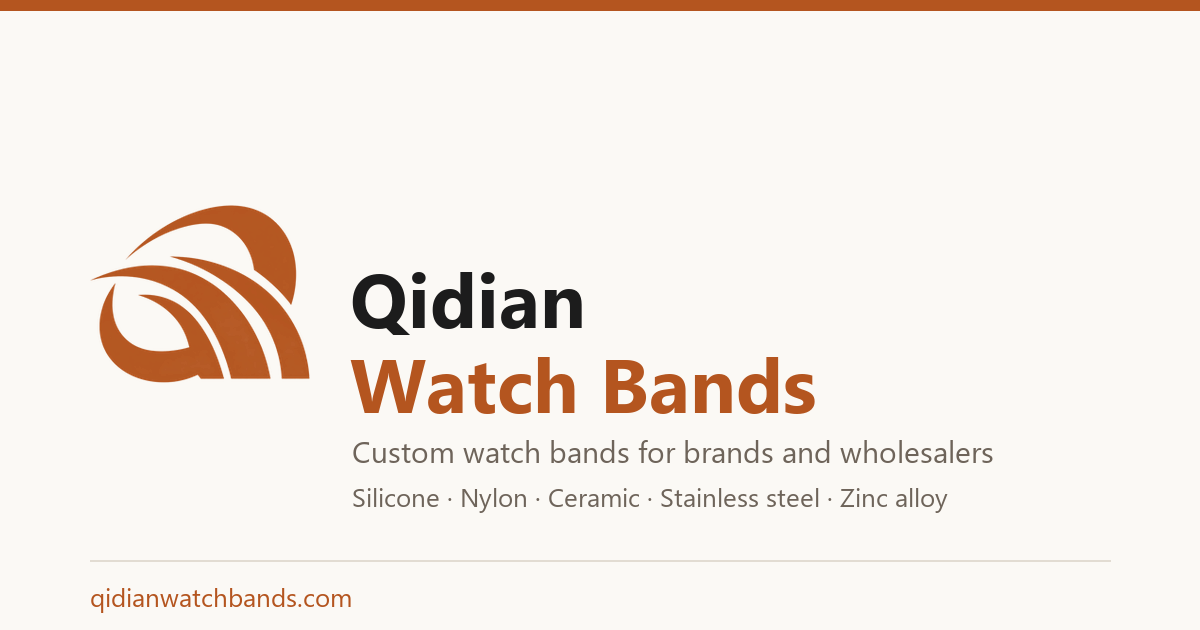 Qidian
Watch Bands
Custom watch bands for brands and wholesalers
Silicone · Nylon · Ceramic · Stainless steel · Zinc alloy
qidianwatchbands.com